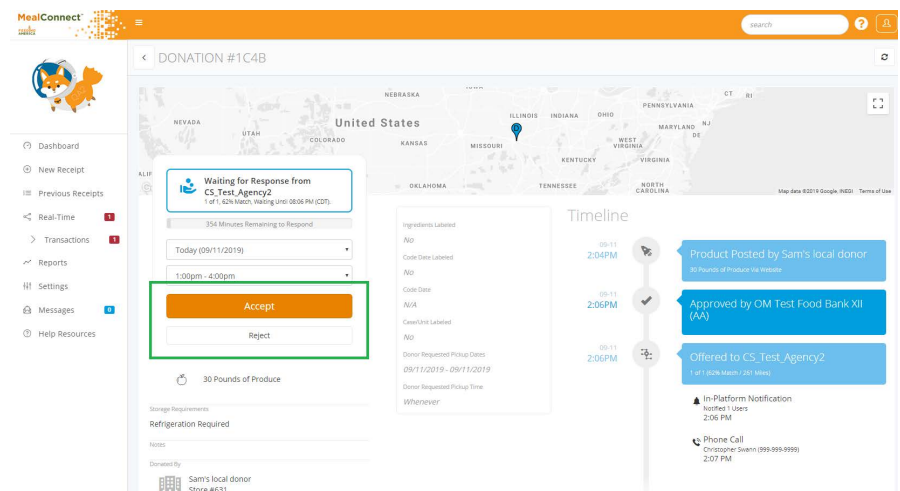 MealConnect
FEEDING
AMERICA
search
?
DONATION #1C4B
Dashboard
New Receipt
Previous Receipts
Real-Time 1
Transactions 1
Reports
Settings
Messages 0
Help Resources
NEBRASKA
IOWA
NEVADA
UTAH
COLORADO
United States
KANSAS
MISSOURI
ILLINOIS
INDIANA
OHIO
PENNSYLVANIA
CT
RI
NJ
MARYLAND
DE
WEST
VIRGINIA
KENTUCKY
VIRGINIA
OKLAHOMA
TENNESSEE
NORTH
CAROLINA
CALIF
Map data ©2019 Google, INEGI Terms of Use
Waiting for Response from
CS_Test_Agency2
1 of 1, 62% Match, Waiting Until 08:06 PM (CDT).
354 Minutes Remaining to Respond
Today (09/11/2019)
1:00pm - 4:00pm
Accept
Reject
30 Pounds of Produce
Storage Requirements
Refrigeration Required
Notes
Donated By
Sam's local donor
Store #631
Ingredients Labeled
No
Code Date Labeled
No
Code Date
N/A
Case/Unit Labeled
No
Donor Requested Pickup Dates
09/11/2019 - 09/11/2019
Donor Requested Pickup Time
Whenever
Timeline
09-11
2:04PM
Product Posted by Sam's local donor
30 Pounds of Produce Via Website
09-11
2:06PM
Approved by OM Test Food Bank XII
(AA)
09-11
2:06PM
Offered to CS_Test_Agency2
1 of 1 (62% Match / 251 Miles)
In-Platform Notification
Notified 1 Users
2:06 PM
Phone Call
Christopher Swann (999-999-9999)
2:07 PM